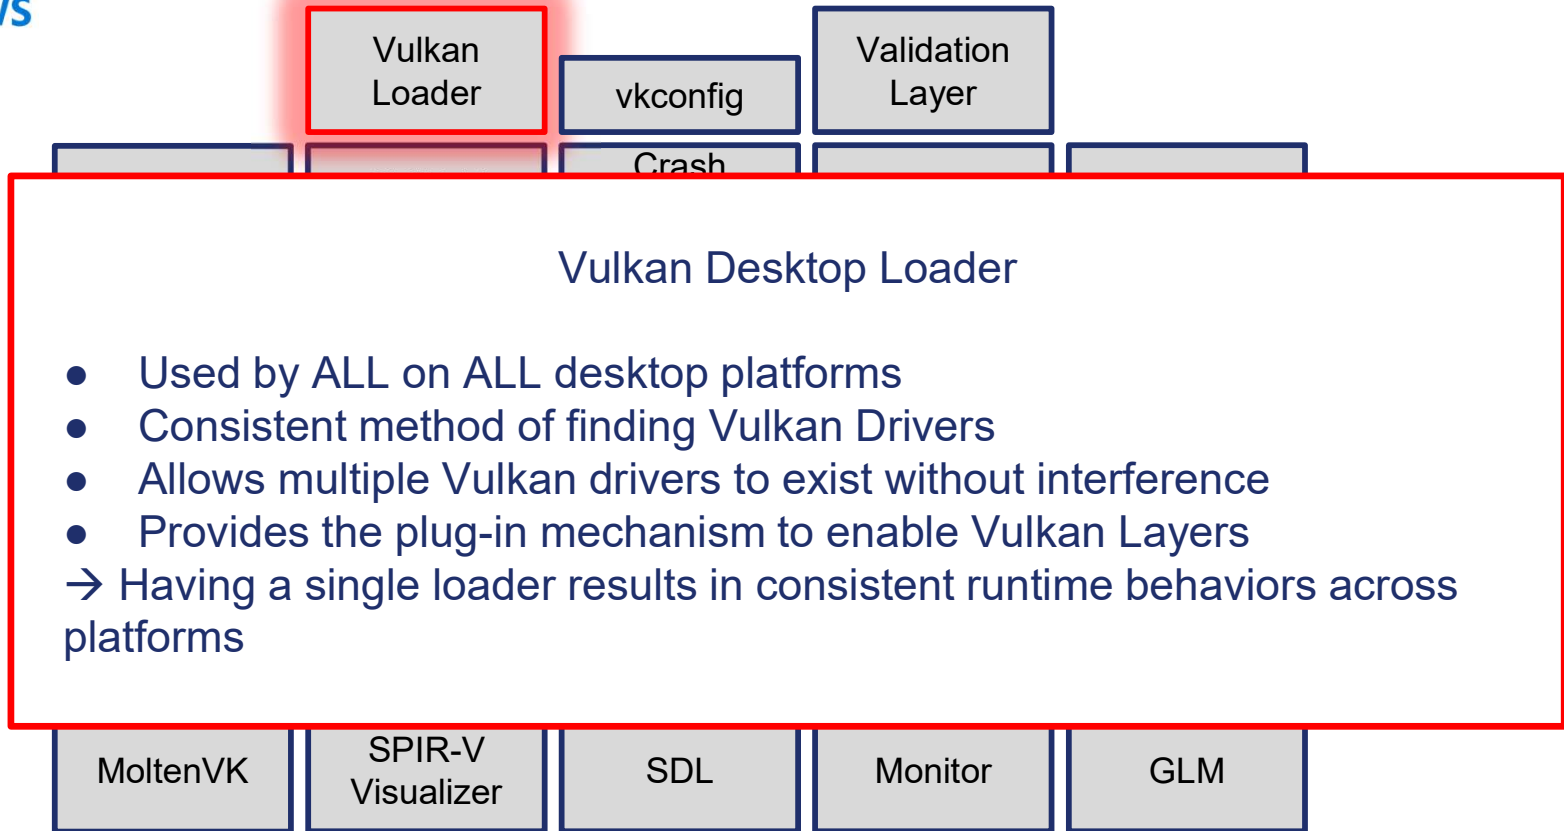 Vulkan
Loader
vkconfig
Validation
Layer
Crash
Vulkan Desktop Loader
● Used by ALL on ALL desktop platforms
● Consistent method of finding Vulkan Drivers
● Allows multiple Vulkan drivers to exist without interference
● Provides the plug-in mechanism to enable Vulkan Layers
→ Having a single loader results in consistent runtime behaviors across
platforms
MoltenVK
SPIR-V
Visualizer
SDL
Monitor
GLM